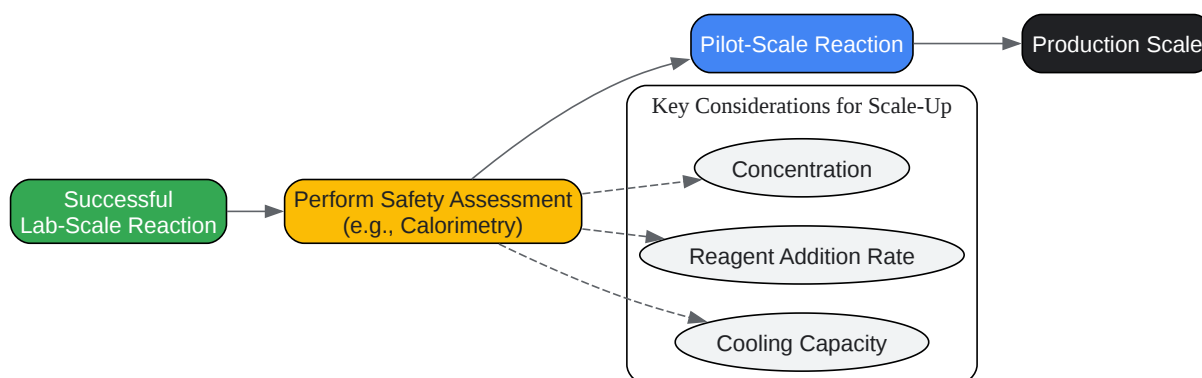 Pilot-Scale Reaction
Production Scale
Key Considerations for Scale-Up
Concentration
Successful
Lab-Scale Reaction
Perform Safety Assessment
(e.g., Calorimetry)
Reagent Addition Rate
Cooling Capacity